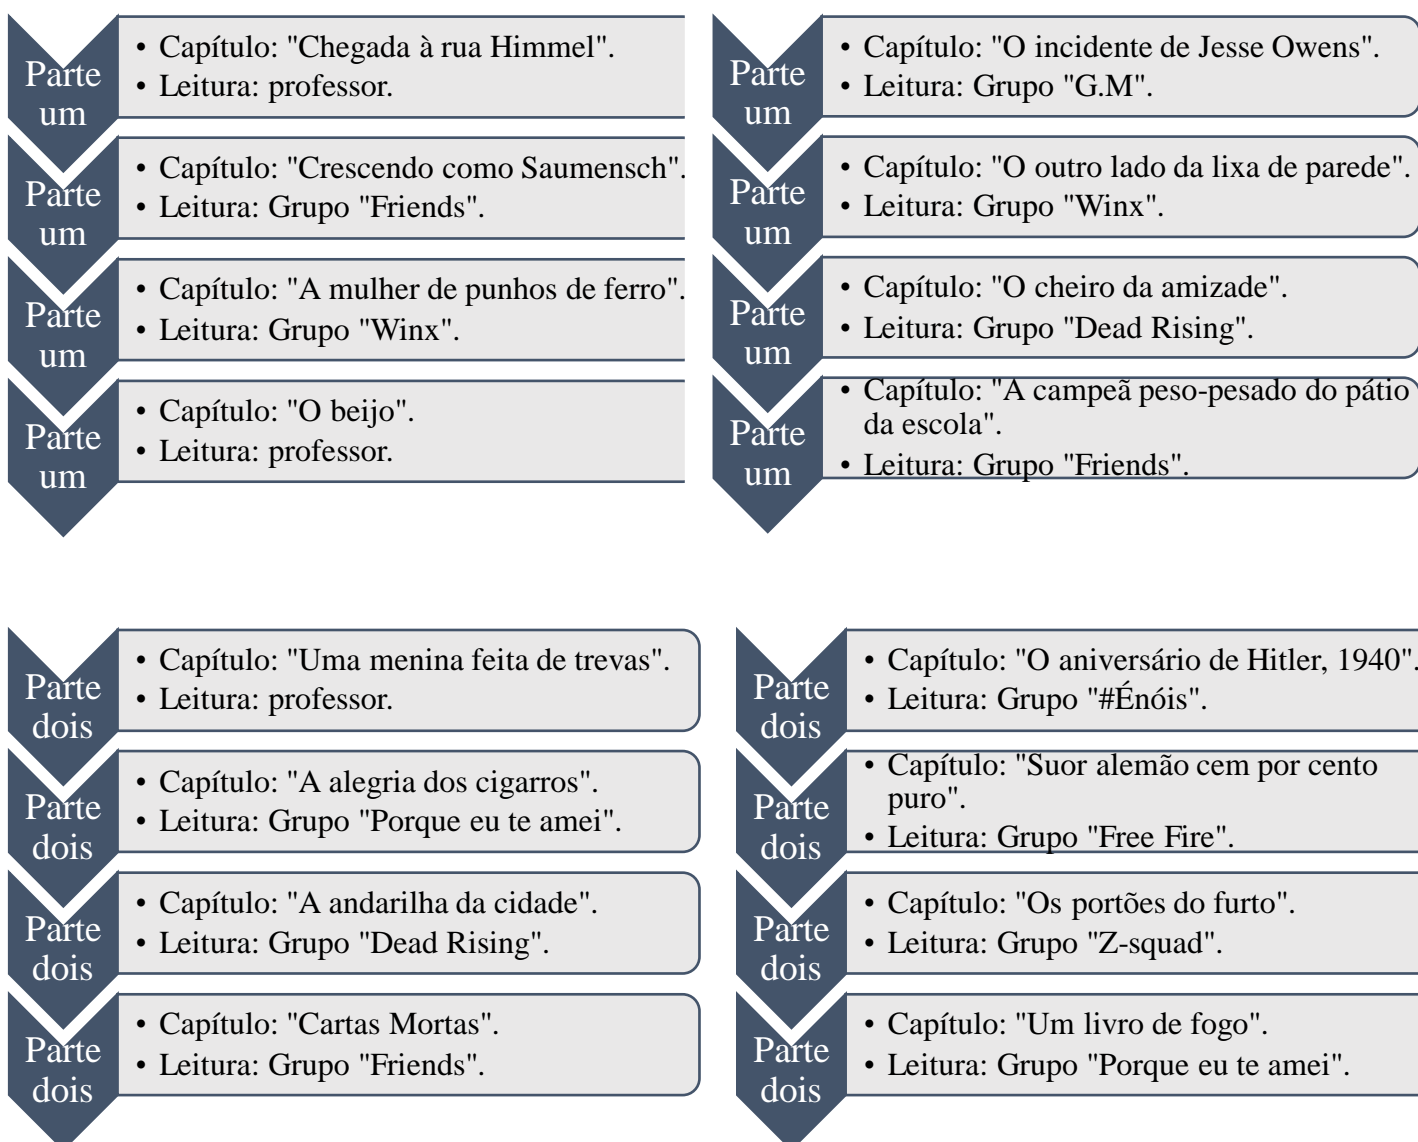 Parte
um
• Capítulo: "Chegada à rua Himmel".
• Leitura: professor.
Parte
um
• Capítulo: "Crescendo como Saumensch".
• Leitura: Grupo "Friends".
Parte
um
• Capítulo: "A mulher de punhos de ferro".
• Leitura: Grupo "Winx".
Parte
um
• Capítulo: "O beijo".
• Leitura: professor.
Parte
um
• Capítulo: "O incidente de Jesse Owens".
• Leitura: Grupo "G.M".
Parte
um
• Capítulo: "O outro lado da lixa de parede".
• Leitura: Grupo "Winx".
Parte
um
• Capítulo: "O cheiro da amizade".
• Leitura: Grupo "Dead Rising".
Parte
um
• Capítulo: "A campeã peso-pesado do pátio
da escola".
• Leitura: Grupo "Friends".
Parte
dois
• Capítulo: "Uma menina feita de trevas".
• Leitura: professor.
Parte
dois
• Capítulo: "A alegria dos cigarros".
• Leitura: Grupo "Porque eu te amei".
Parte
dois
• Capítulo: "A andarilha da cidade".
• Leitura: Grupo "Dead Rising".
Parte
dois
• Capítulo: "Cartas Mortas".
• Leitura: Grupo "Friends".
Parte
dois
• Capítulo: "O aniversário de Hitler, 1940".
• Leitura: Grupo "#Énóis".
Parte
dois
• Capítulo: "Suor alemão cem por cento
puro".
• Leitura: Grupo "Free Fire".
Parte
dois
• Capítulo: "Os portões do furto".
• Leitura: Grupo "Z-squad".
Parte
dois
• Capítulo: "Um livro de fogo".
• Leitura: Grupo "Porque eu te amei".